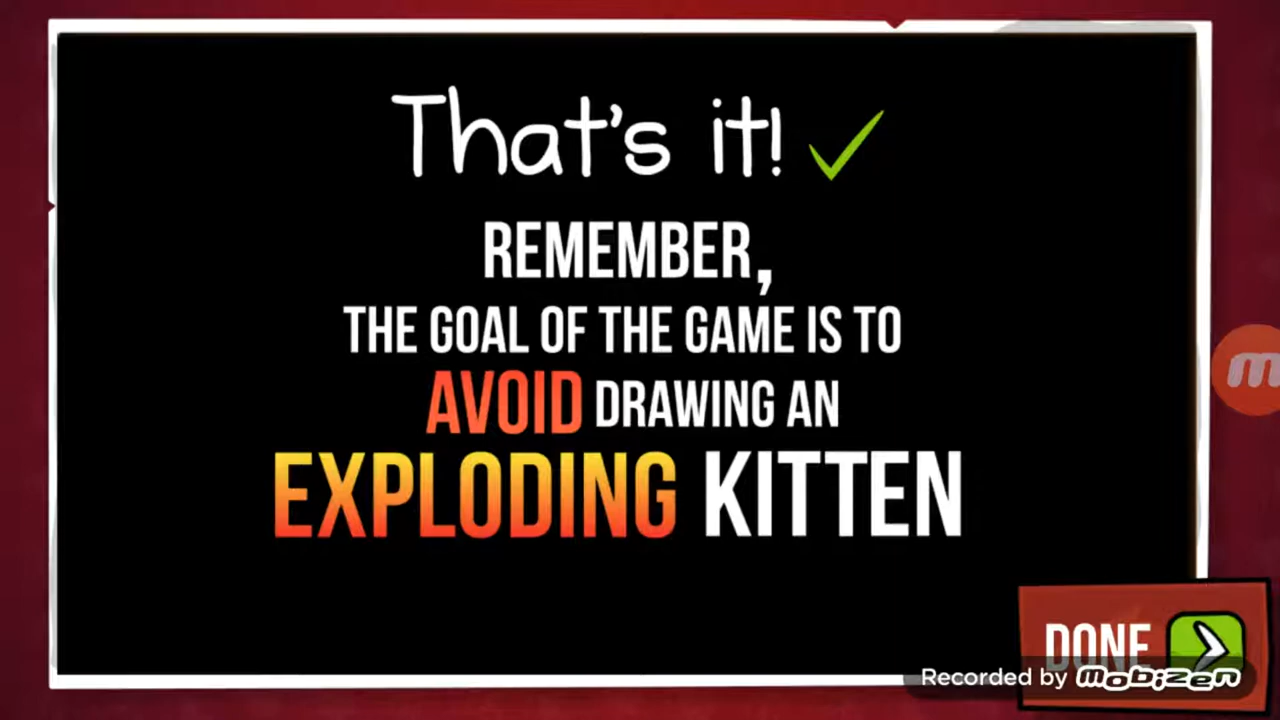 That's it!
REMEMBER,
THE GOAL OF THE GAME IS TO
AVOID DRAWING AN
EXPLODING KITTEN
DONE
Recorded by mobizen